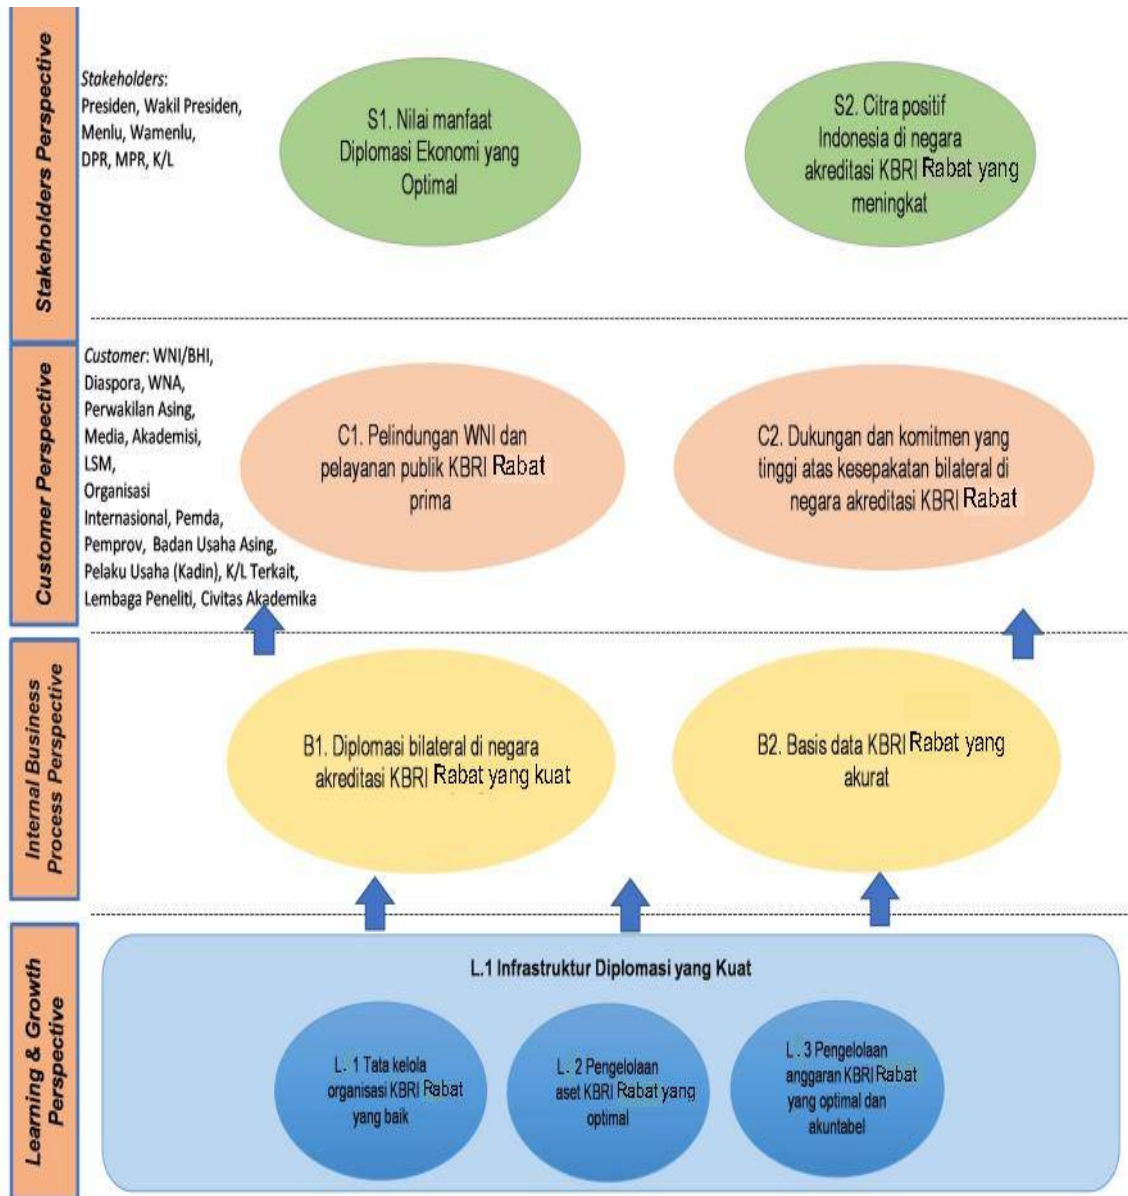 Stakeholders Perspective
Stakeholders:
Presiden, Wakil Presiden,
Menlu, Wamenlu,
DPR, MPR, K/L
S1. Nilai manfaat
Diplomasi Ekonomi yang
Optimal
S2. Citra positif
Indonesia di negara
akreditasi KBRI Rabat yang
meningkat
Customer Perspective
Customer: WNI/BHI,
Diaspora, WNA,
Perwakilan Asing,
Media, Akademisi,
LSM,
Organisasi
Internasional, Pemda,
Pemprov, Badan Usaha Asing,
Pelaku Usaha (Kadin), K/L Terkait,
Lembaga Peneliti, Civitas Akademika
C1. Pelindungan WNI dan
pelayanan publik KBRI Rabat
prima
C2. Dukungan dan komitmen yang
tinggi atas kesepakatan bilateral di
negara akreditasi KBRI Rabat
Internal Business
Process Perspective
B1. Diplomasi bilateral di negara
akreditasi KBRI Rabat yang kuat
B2. Basis data KBRI Rabat yang
akurat
Learning & Growth
Perspective
L.1 Infrastruktur Diplomasi yang Kuat
L. 1 Tata kelola
organisasi KBRI Rabat
yang baik
L. 2 Pengelolaan
aset KBRI Rabat yang
optimal
L. 3 Pengelolaan
anggaran KBRI Rabat
yang optimal dan
akuntabel